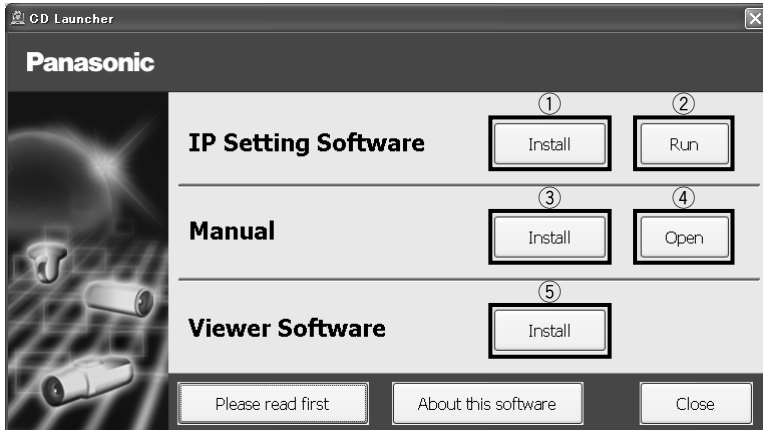 CD Launcher
Panasonic
① ②
IP Setting Software Install Run
③ ④
Manual Install Open
⑤
Viewer Software Install
Please read first About this software Close